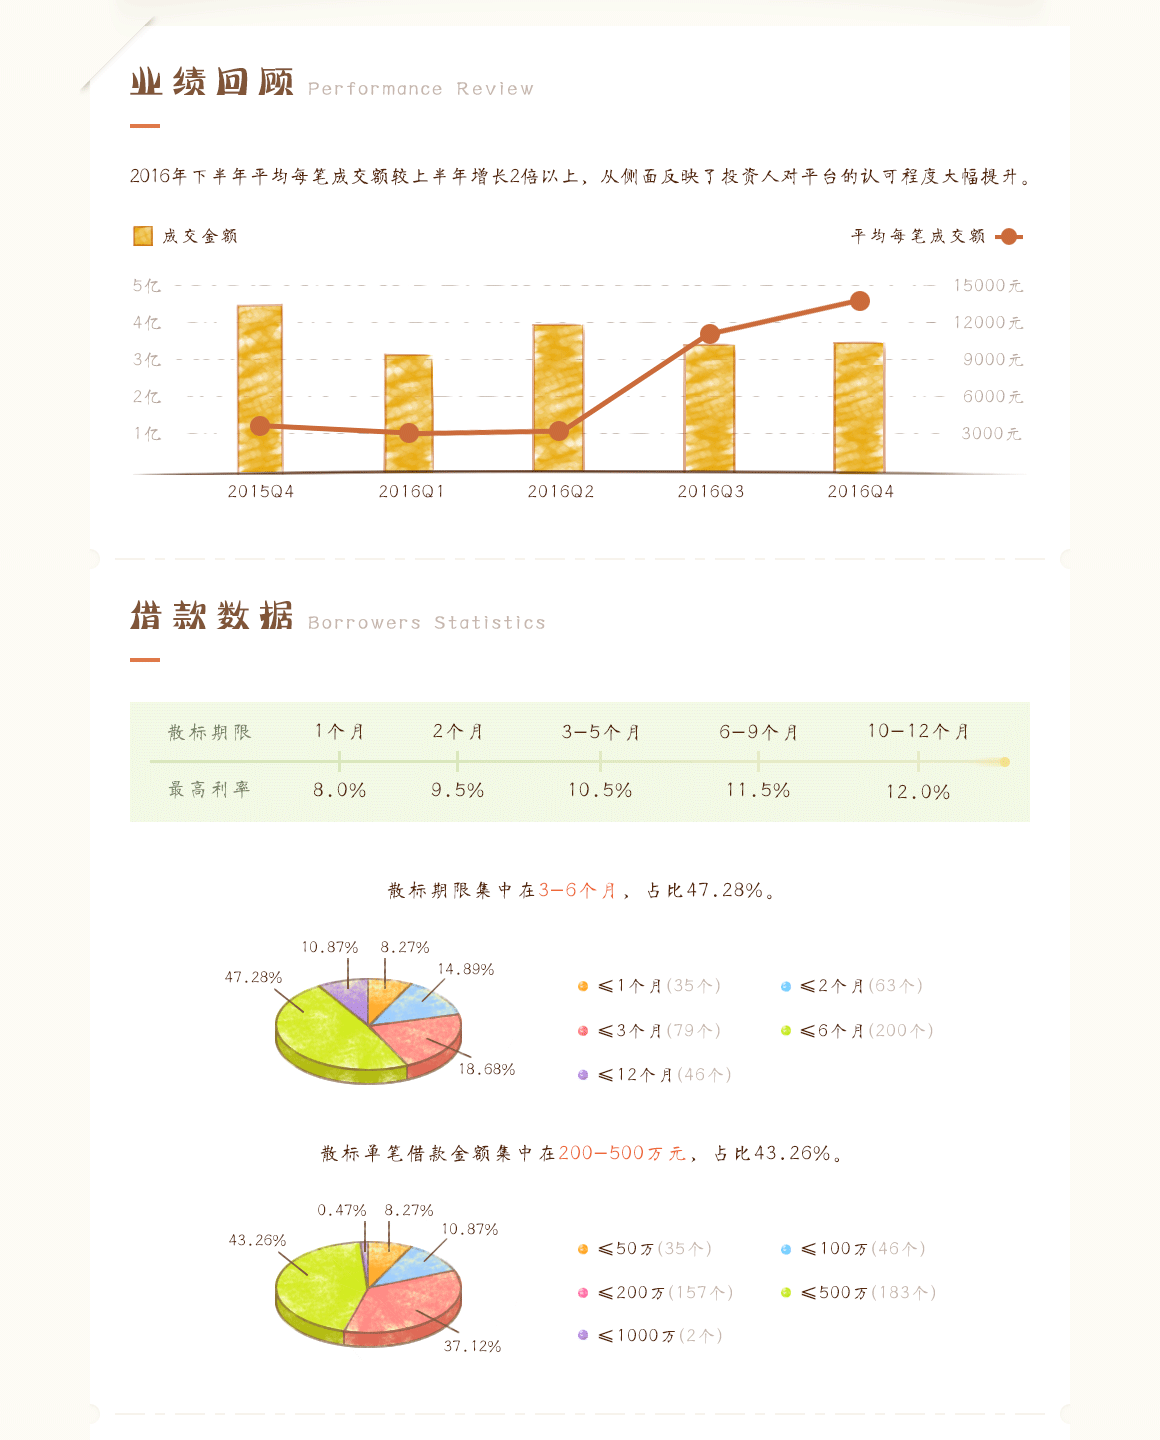 业绩回顾 Performance Review
2016年下半年平均每笔成交额较上半年增长2倍以上，从侧面反映了投资人对平台的认可程度大幅提升。
成交金额 平均每笔成交额
5亿 15000元
4亿 12000元
3亿 9000元
2亿 6000元
1亿 3000元
2015Q4 2016Q1 2016Q2 2016Q3 2016Q4
借款数据 Borrowers Statistics
散标期限 1个月 2个月 3-5个月 6-9个月 10-12个月
最高利率 8.0% 9.5% 10.5% 11.5% 12.0%
散标期限集中在3-6个月，占比47.28%。
10.87% 8.27%
47.28% 14.89%
18.68%
≤1个月(35个) ≤2个月(63个)
≤3个月(79个) ≤6个月(200个)
≤12个月(46个)
散标单笔借款金额集中在200-500万元，占比43.26%。
0.47% 8.27%
43.26% 10.87%
37.12%
≤50万(35个) ≤100万(46个)
≤200万(157个) ≤500万(183个)
≤1000万(2个)